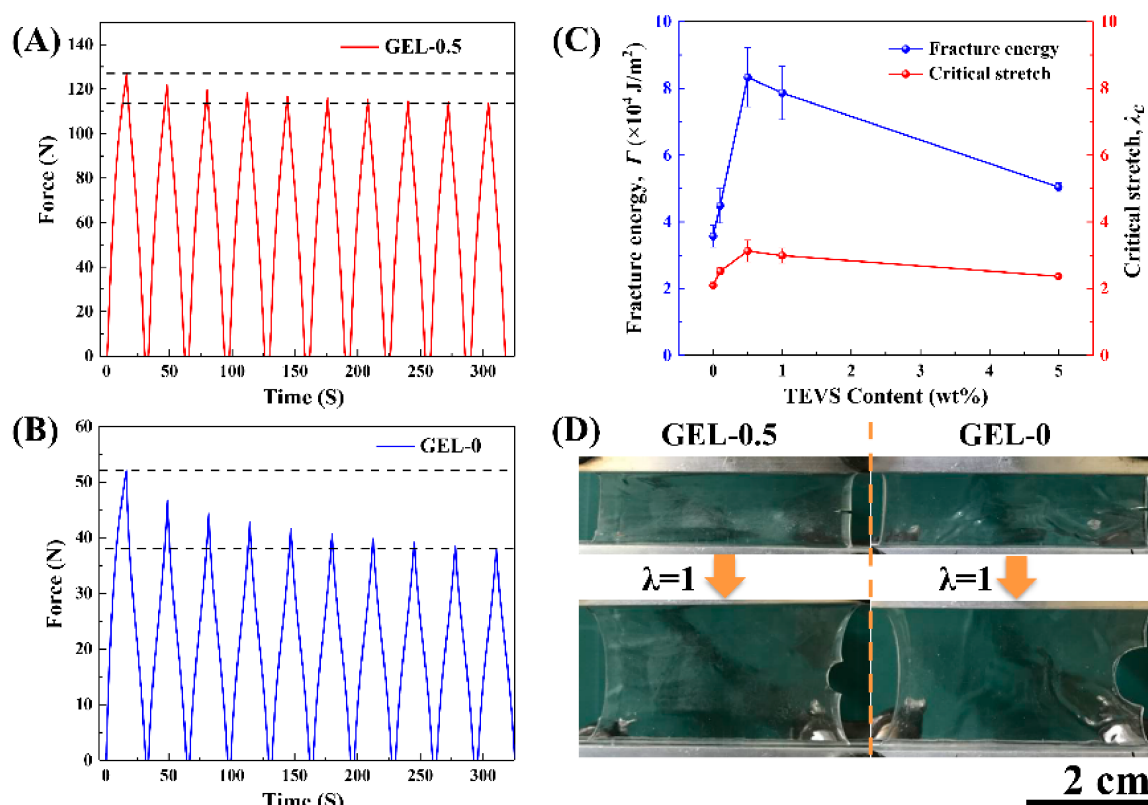 (A)
GEL-0.5
Force (N)
140
120
100
80
60
40
20
0
0 50 100 150 200 250 300
Time (S)
(B)
GEL-0
Force (N)
60
50
40
30
20
10
0
0 50 100 150 200 250 300
Time (S)
(C)
Fracture energy
Critical stretch
Fracture energy, Γ (×10⁴ J/m²)
10
8
6
4
2
0
Critical stretch, λc
10
8
6
4
2
0
0 1 2 3 4 5
TEVS Content (wt%)
(D)
GEL-0.5 GEL-0
λ=1 λ=1
2 cm